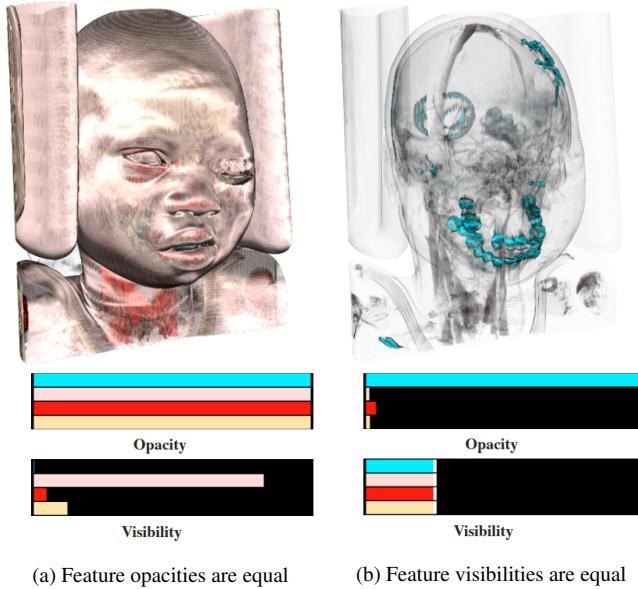 Opacity
Opacity
Visibility
Visibility
(a) Feature opacities are equal
(b) Feature visibilities are equal